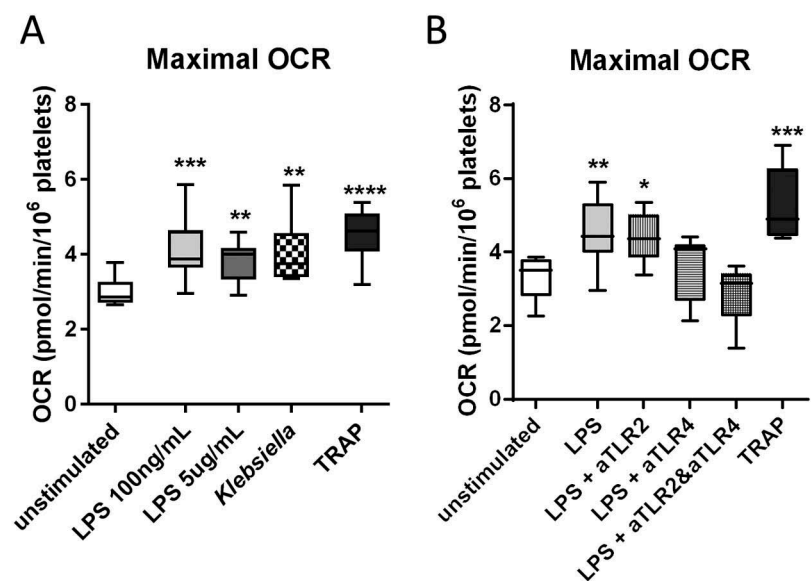 A
Maximal OCR
OCR (pmol/min/10⁶ platelets)
8
6
4
2
0
***
**
**
****
unstimulated
LPS 100ng/mL
LPS 5ug/mL
Klebsiella
TRAP
B
Maximal OCR
OCR (pmol/min/10⁶ platelets)
8
6
4
2
0
**
*
***
unstimulated
LPS
LPS + aTLR2
LPS + aTLR4
LPS + aTLR2&aTLR4
TRAP